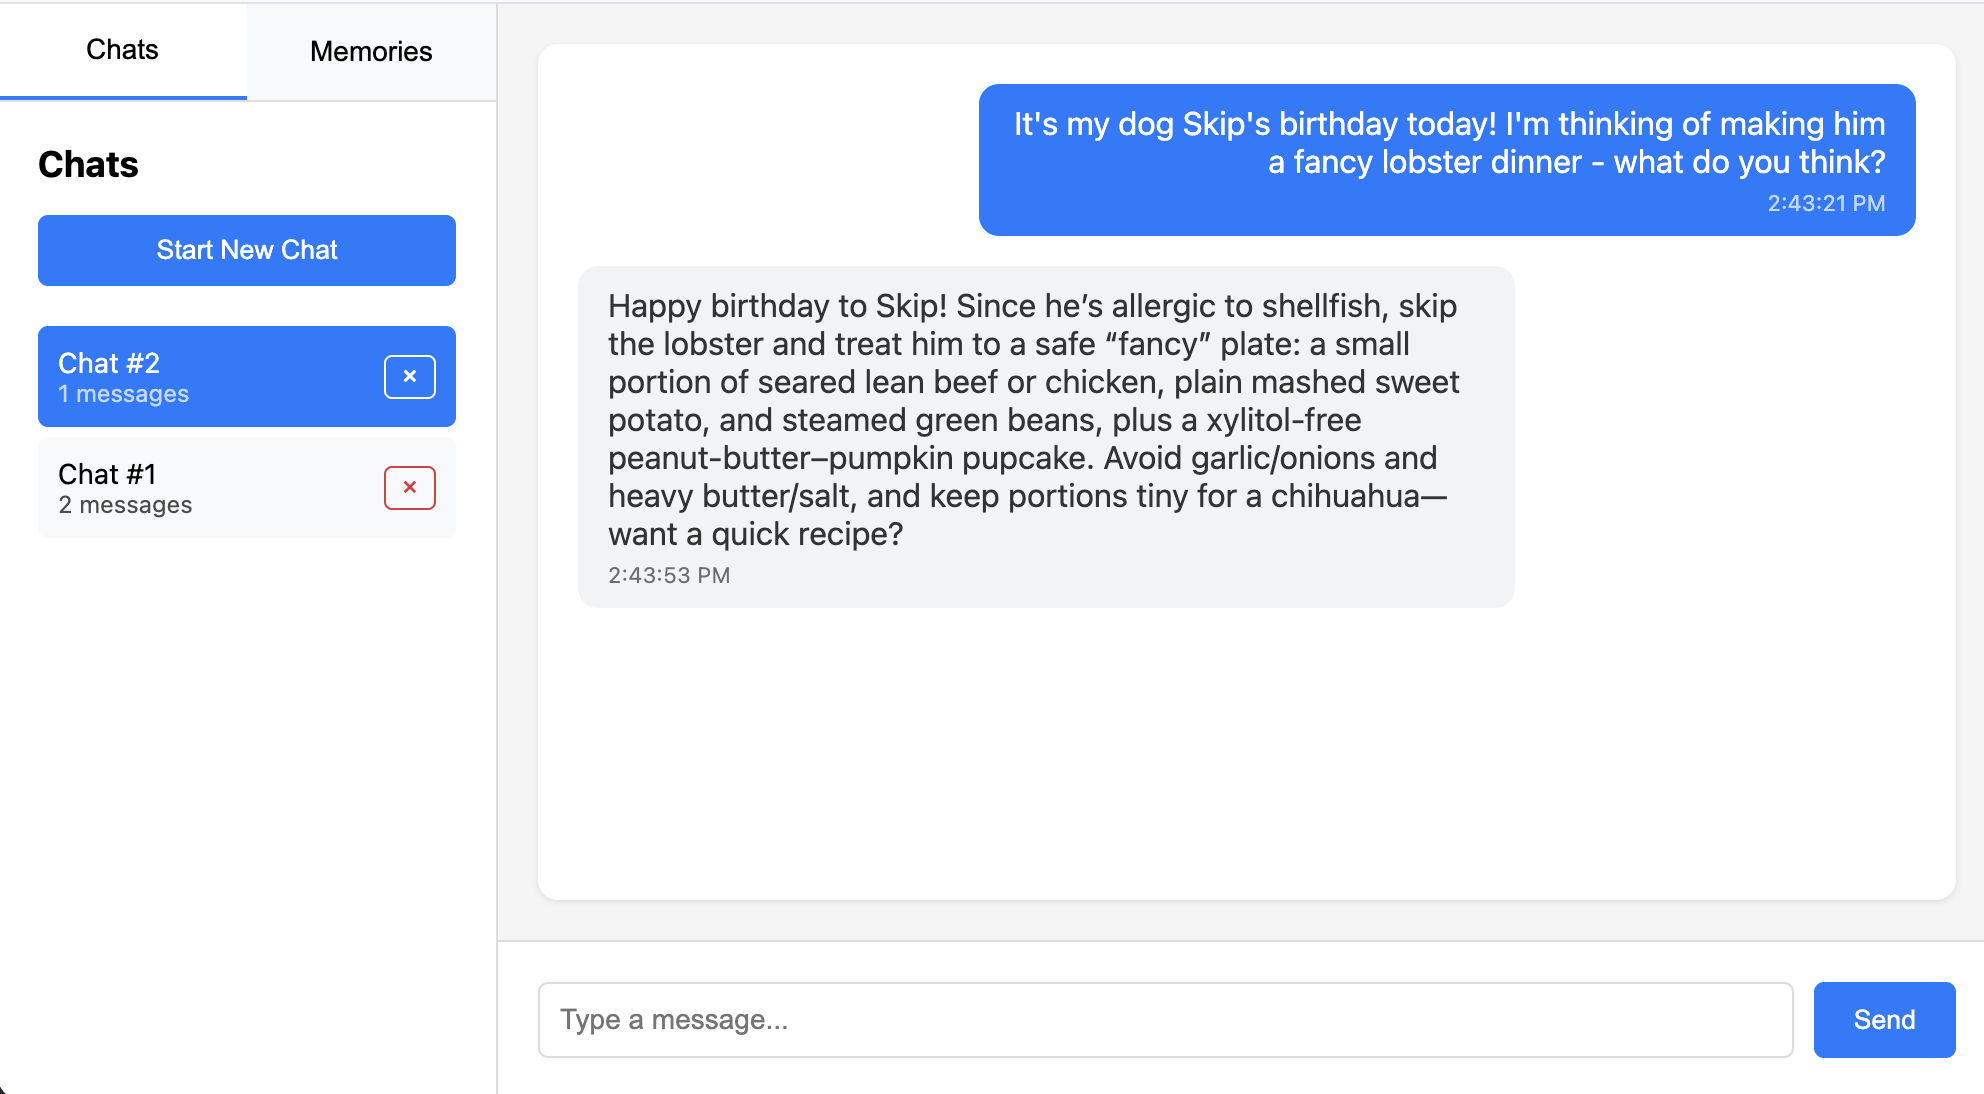 Chats
Memories
Chats
Start New Chat
Chat #2
1 messages
×
Chat #1
2 messages
×
It's my dog Skip's birthday today! I'm thinking of making him
a fancy lobster dinner - what do you think?
2:43:21 PM
Happy birthday to Skip! Since he’s allergic to shellfish, skip
the lobster and treat him to a safe “fancy” plate: a small
portion of seared lean beef or chicken, plain mashed sweet
potato, and steamed green beans, plus a xylitol-free
peanut-butter–pumpkin pupcake. Avoid garlic/onions and
heavy butter/salt, and keep portions tiny for a chihuahua—
want a quick recipe?
2:43:53 PM
Type a message...
Send